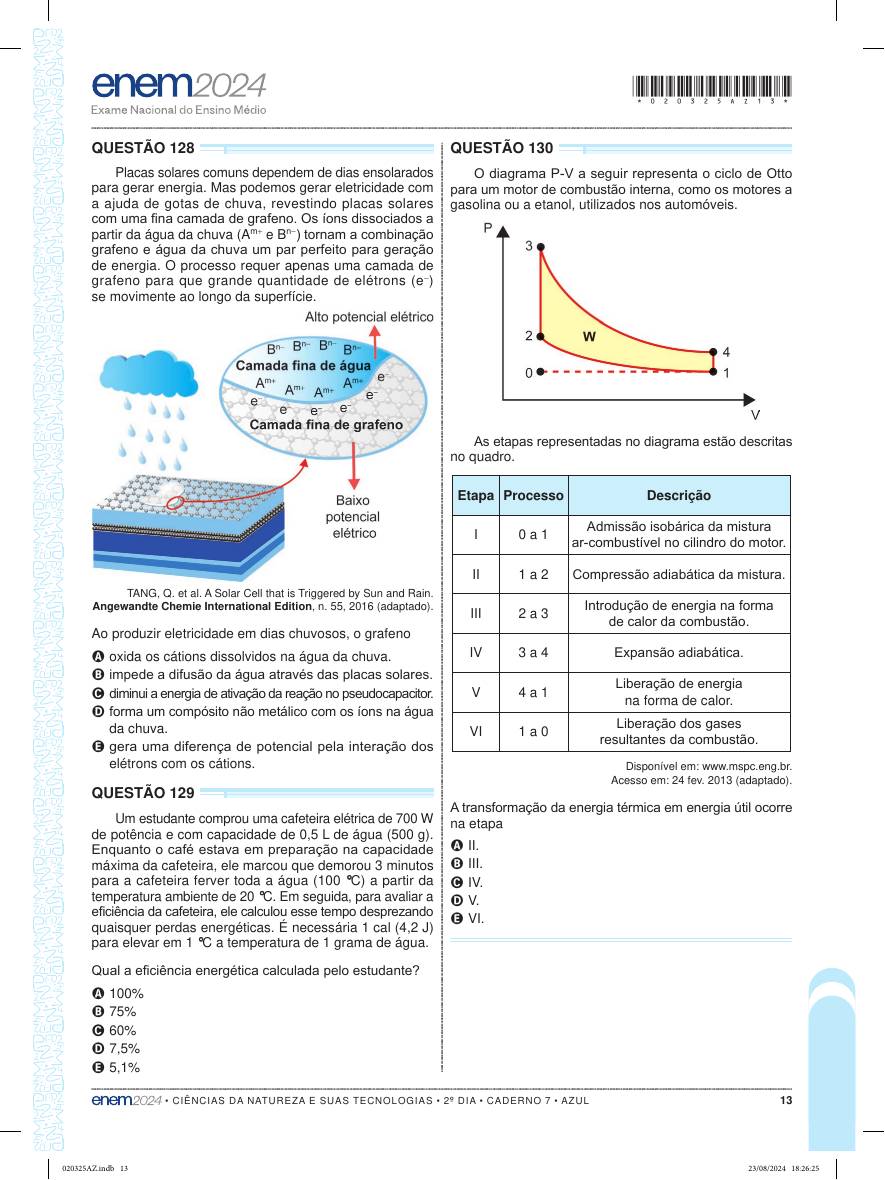 enem2024
Exame Nacional do Ensino Médio
*020325AZ13*
QUESTÃO 128
Placas solares comuns dependem de dias ensolarados
para gerar energia. Mas podemos gerar eletricidade com
a ajuda de gotas de chuva, revestindo placas solares
com uma fina camada de grafeno. Os íons dissociados a
partir da água da chuva (Aᵐ⁺ e Bⁿ⁻) tornam a combinação
grafeno e água da chuva um par perfeito para geração
de energia. O processo requer apenas uma camada de
grafeno para que grande quantidade de elétrons (e⁻)
se movimente ao longo da superfície.
Alto potencial elétrico
Bⁿ⁻ Bⁿ⁻ Bⁿ⁻ Bⁿ⁻
Camada fina de água
Aᵐ⁺ Aᵐ⁺ Aᵐ⁺ Aᵐ⁺ e⁻
e⁻ e⁻ e⁻ e⁻ e⁻
Camada fina de grafeno
Baixo
potencial
elétrico
TANG, Q. et al. A Solar Cell that is Triggered by Sun and Rain.
Angewandte Chemie International Edition, n. 55, 2016 (adaptado).
Ao produzir eletricidade em dias chuvosos, o grafeno
A oxida os cátions dissolvidos na água da chuva.
B impede a difusão da água através das placas solares.
C diminui a energia de ativação da reação no pseudocapacitor.
D forma um compósito não metálico com os íons na água
da chuva.
E gera uma diferença de potencial pela interação dos
elétrons com os cátions.
QUESTÃO 129
Um estudante comprou uma cafeteira elétrica de 700 W
de potência e com capacidade de 0,5 L de água (500 g).
Enquanto o café estava em preparação na capacidade
máxima da cafeteira, ele marcou que demorou 3 minutos
para a cafeteira ferver toda a água (100 ºC) a partir da
temperatura ambiente de 20 ºC. Em seguida, para avaliar a
eficiência da cafeteira, ele calculou esse tempo desprezando
quaisquer perdas energéticas. É necessária 1 cal (4,2 J)
para elevar em 1 ºC a temperatura de 1 grama de água.
Qual a eficiência energética calculada pelo estudante?
A 100%
B 75%
C 60%
D 7,5%
E 5,1%
QUESTÃO 130
O diagrama P-V a seguir representa o ciclo de Otto
para um motor de combustão interna, como os motores a
gasolina ou a etanol, utilizados nos automóveis.
P
3
2
W
4
0
1
V
As etapas representadas no diagrama estão descritas
no quadro.
Etapa Processo Descrição
I 0 a 1 Admissão isobárica da mistura
ar-combustível no cilindro do motor.
II 1 a 2 Compressão adiabática da mistura.
III 2 a 3 Introdução de energia na forma
de calor da combustão.
IV 3 a 4 Expansão adiabática.
V 4 a 1 Liberação de energia
na forma de calor.
VI 1 a 0 Liberação dos gases
resultantes da combustão.
Disponível em: www.mspc.eng.br.
Acesso em: 24 fev. 2013 (adaptado).
A transformação da energia térmica em energia útil ocorre
na etapa
A II.
B III.
C IV.
D V.
E VI.
enem2024 • CIÊNCIAS DA NATUREZA E SUAS TECNOLOGIAS • 2º DIA • CADERNO 7 • AZUL
13
020325AZ.indb 13
23/08/2024 18:26:25